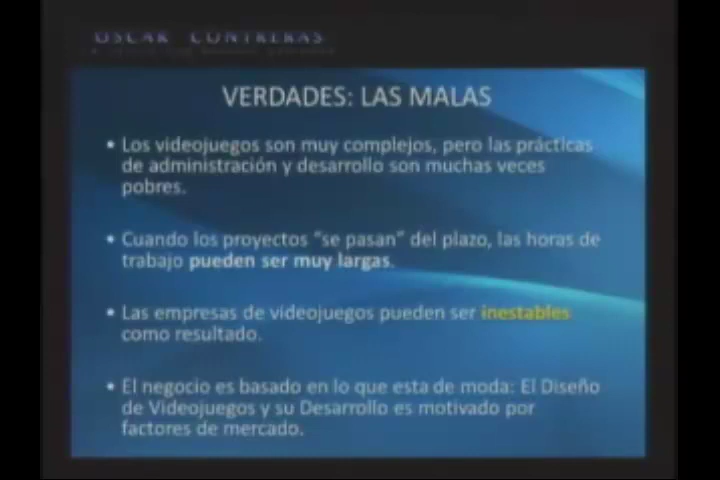 OSCAR CONTRERAS
VERDADES: LAS MALAS
• Los videojuegos son muy complejos, pero las prácticas
de administración y desarrollo son muchas veces
pobres.
• Cuando los proyectos “se pasan” del plazo, las horas de
trabajo pueden ser muy largas.
• Las empresas de videojuegos pueden ser inestables
como resultado.
• El negocio es basado en lo que esta de moda: El Diseño
de Videojuegos y su Desarrollo es motivado por
factores de mercado.